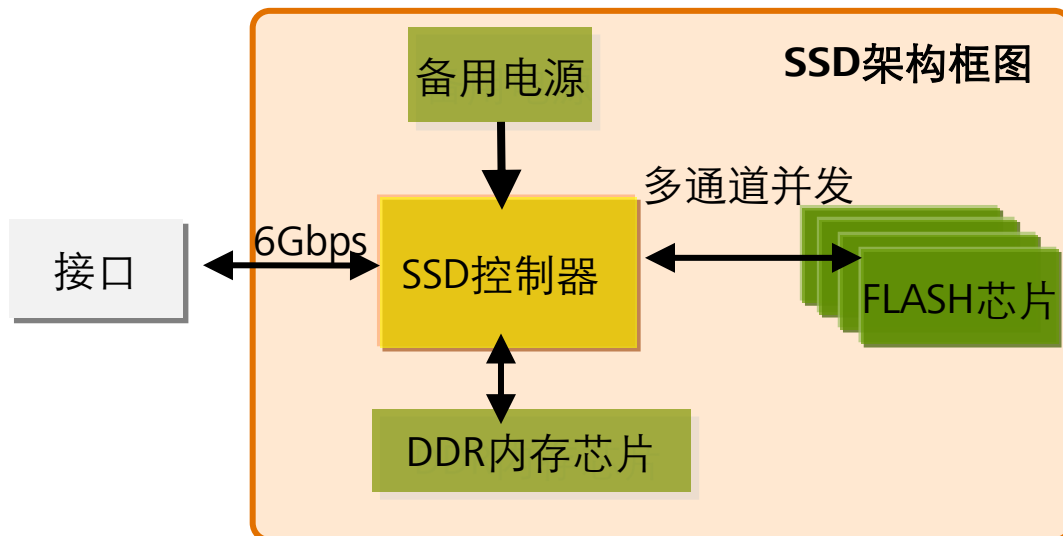 SSD架构框图
备用电源
多通道并发
6Gbps
接口
SSD控制器
FLASH芯片
DDR内存芯片